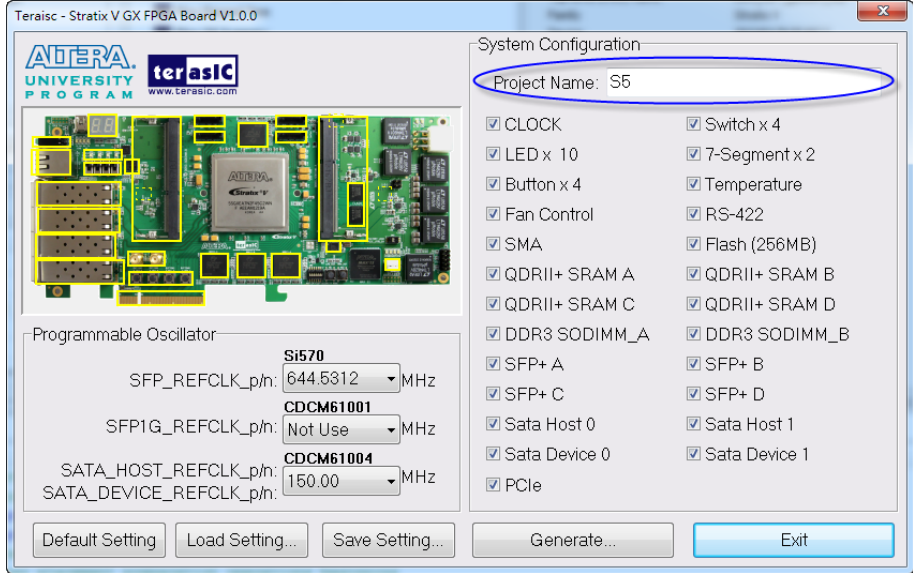 Teraisc - Stratix V GX FPGA Board V1.0.0
ALTERA.
UNIVERSITY
PROGRAM
terasIC
www.terasic.com
ALTERA.
Stratix V
System Configuration
Project Name: S5
CLOCK
Switch x 4
LED x 10
7-Segment x 2
Button x 4
Temperature
Fan Control
RS-422
SMA
Flash (256MB)
QDRII+ SRAM A
QDRII+ SRAM B
QDRII+ SRAM C
QDRII+ SRAM D
DDR3 SODIMM_A
DDR3 SODIMM_B
SFP+ A
SFP+ B
SFP+ C
SFP+ D
Sata Host 0
Sata Host 1
Sata Device 0
Sata Device 1
PCIe
Programmable Oscillator
Si570
SFP_REFCLK_p/n: 644.5312 MHz
CDCM61001
SFP1G_REFCLK_p/n: Not Use MHz
CDCM61004
SATA_HOST_REFCLK_p/n:
SATA_DEVICE_REFCLK_p/n:
150.00 MHz
Default Setting
Load Setting...
Save Setting...
Generate...
Exit